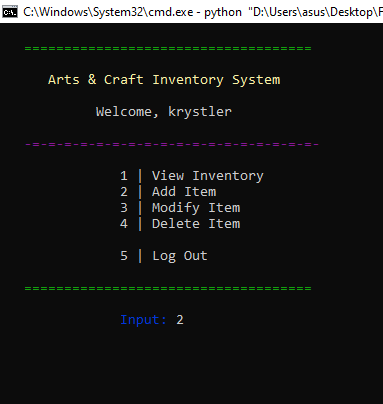 C:\Windows\System32\cmd.exe - python "D:\Users\asus\Desktop\F
====================================
Arts & Craft Inventory System
Welcome, krystler
-=-=-=-=-=-=-=-=-=-=-=-=-=-=-=-=-=-=-
1 | View Inventory
2 | Add Item
3 | Modify Item
4 | Delete Item
5 | Log Out
====================================
Input: 2